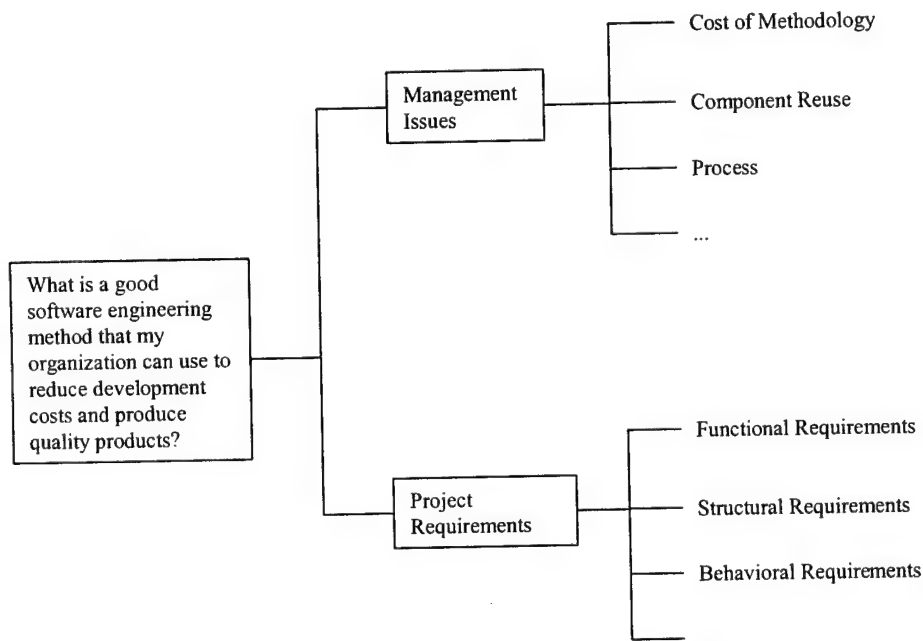 Cost of Methodology
Management
Issues
Component Reuse
Process
...
What is a good
software engineering
method that my
organization can use to
reduce development
costs and produce
quality products?
Functional Requirements
Project
Requirements
Structural Requirements
Behavioral Requirements